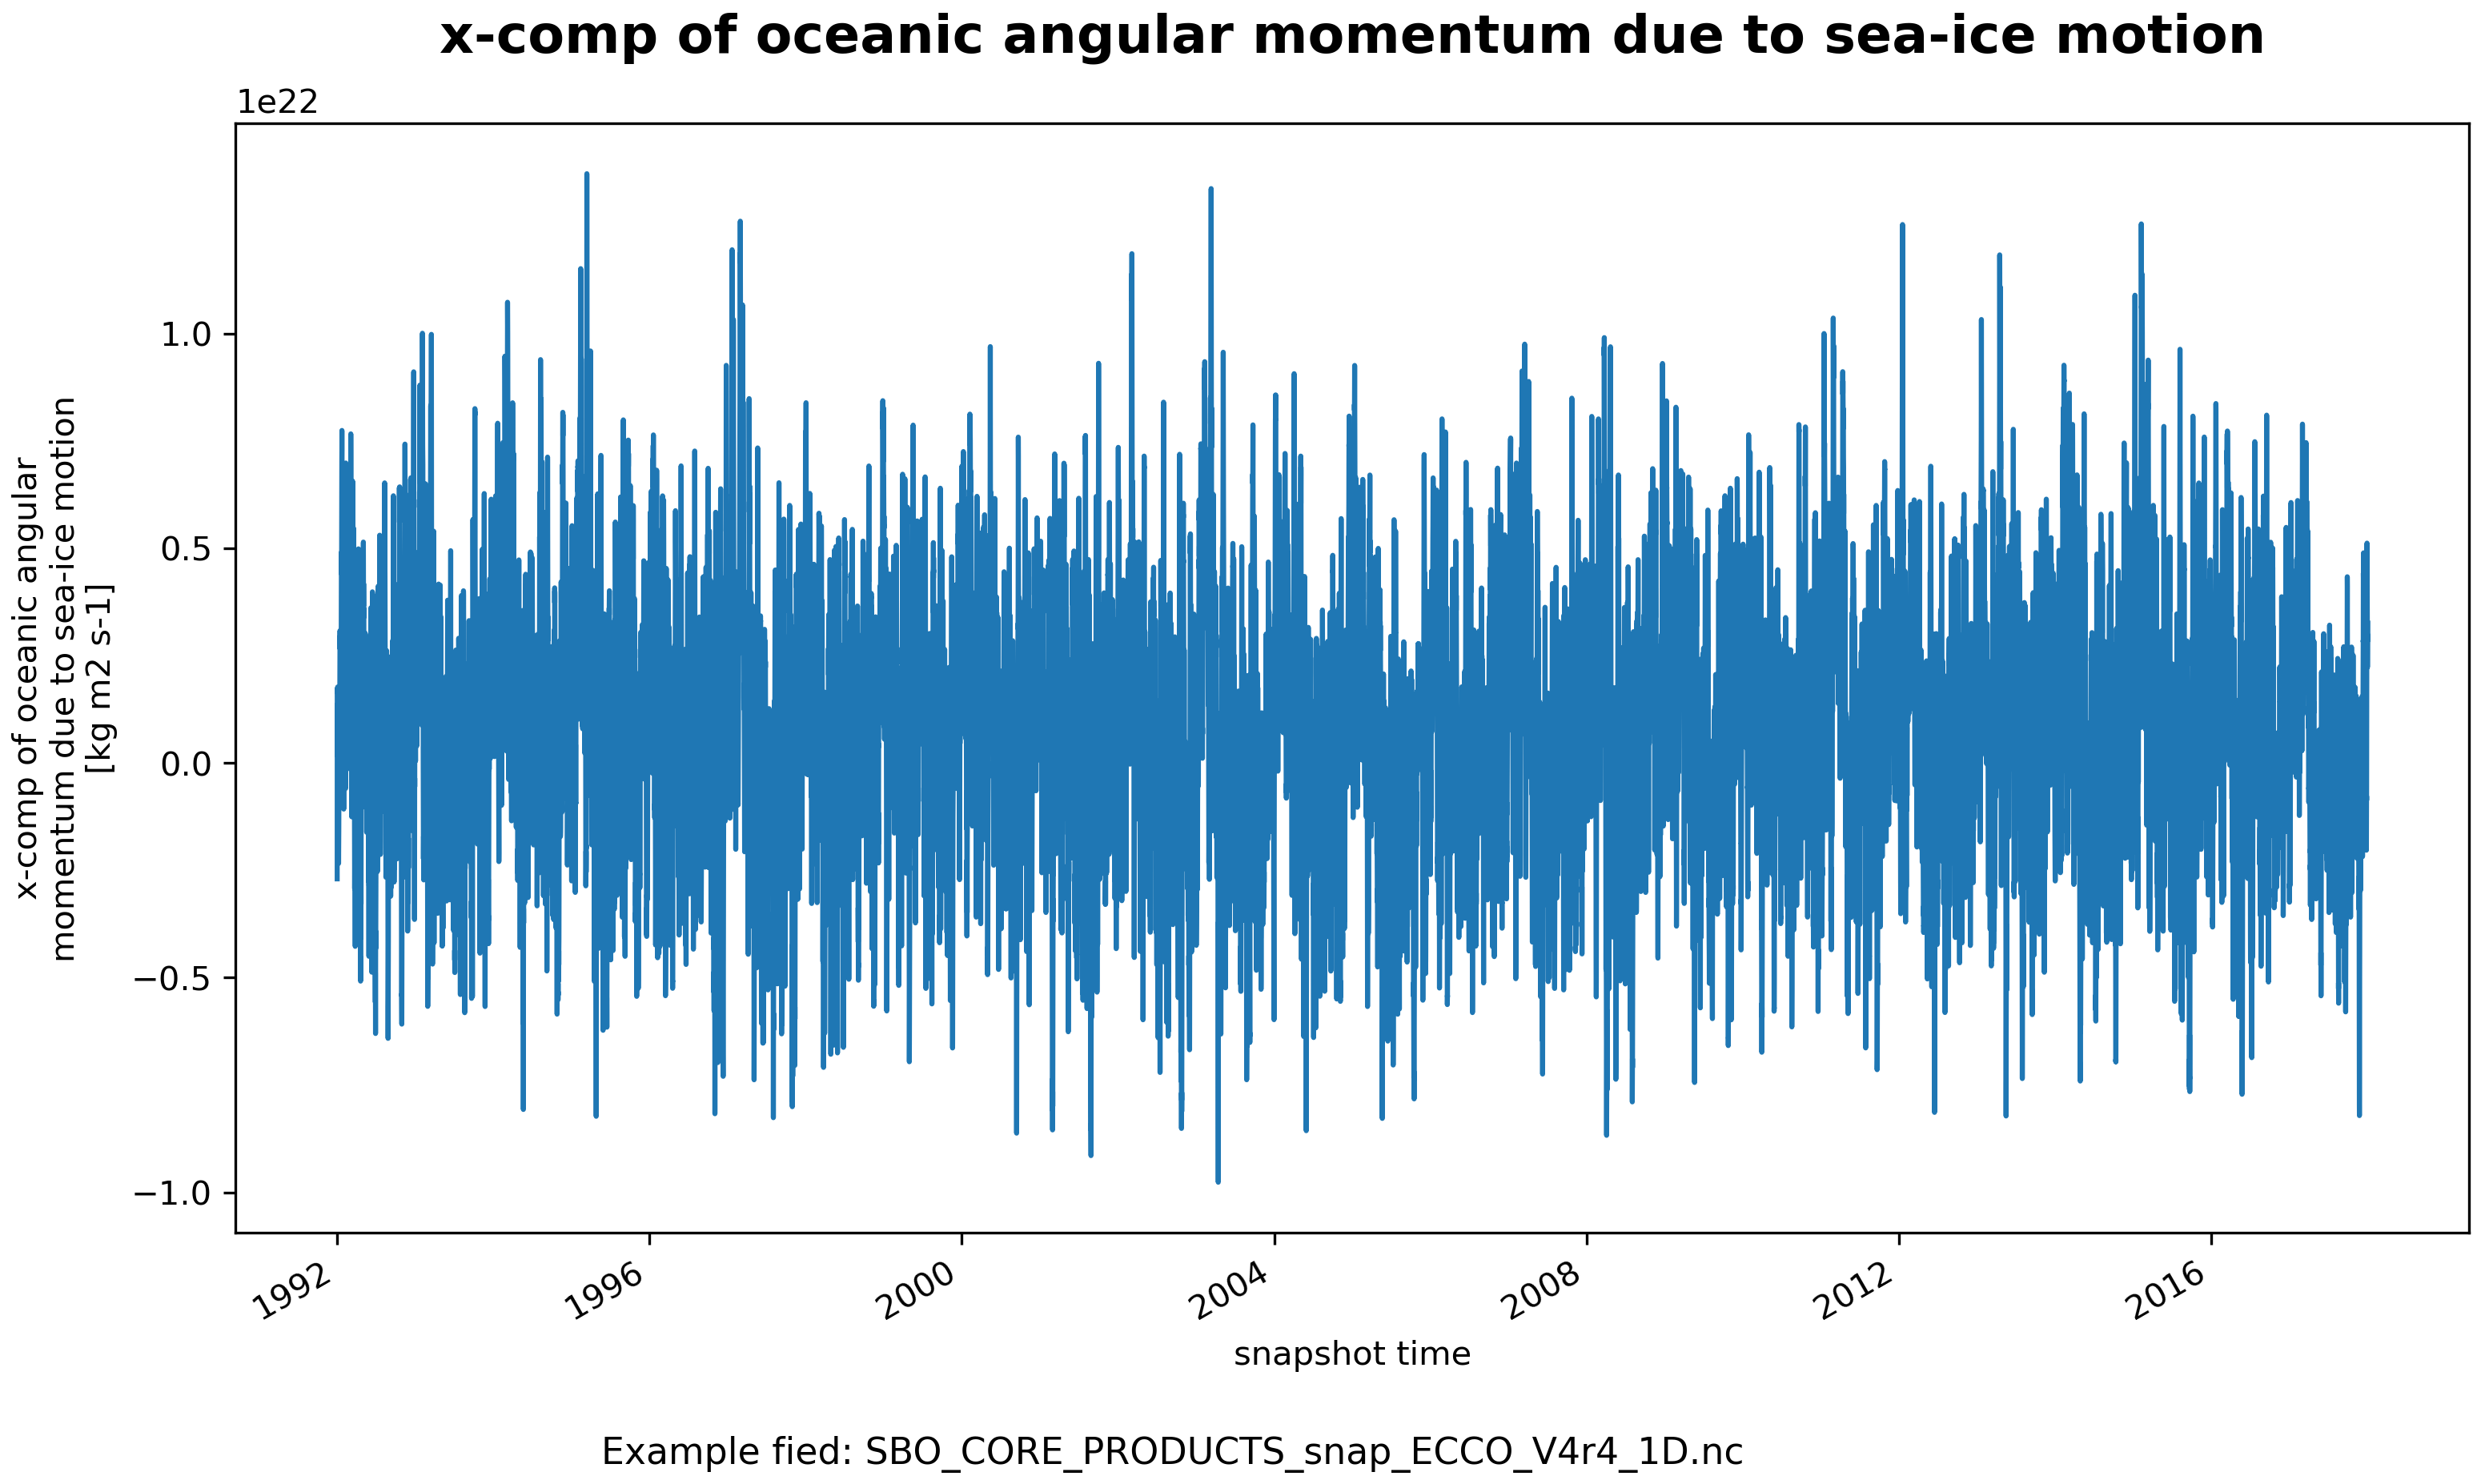 x-comp of oceanic angular momentum due to sea-ice motion
1e22
x-comp of oceanic angular
momentum due to sea-ice motion
[kg m2 s-1]
1.0
0.5
0.0
−0.5
−1.0
1992
1996
2000
2004
2008
2012
2016
snapshot time
Example fied: SBO_CORE_PRODUCTS_snap_ECCO_V4r4_1D.nc